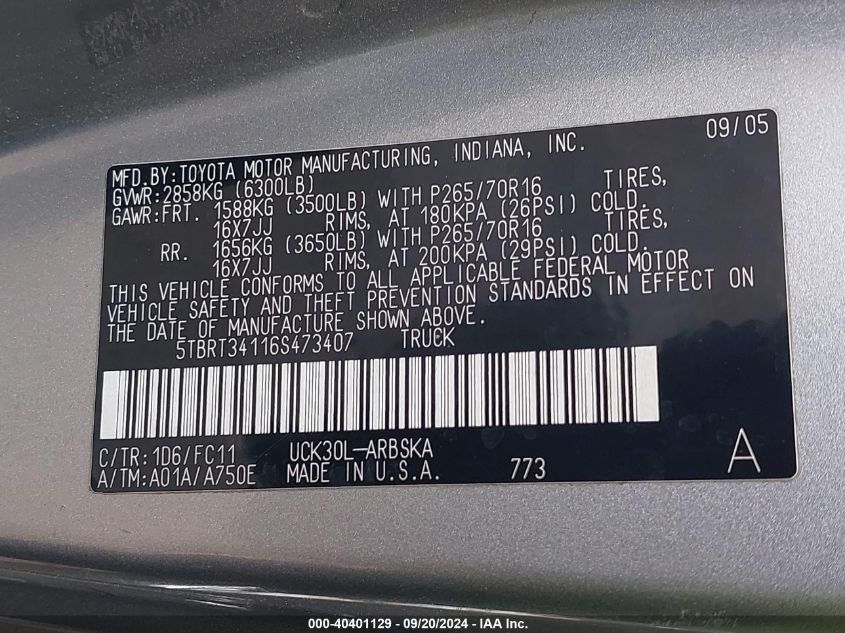 09/05
MFD.BY:TOYOTA MOTOR MANUFACTURING, INDIANA, INC.
GVWR:2858KG (6300LB)
GAWR:FRT. 1588KG (3500LB) WITH P265/70R16 TIRES,
16X7JJ RIMS, AT 180KPA (26PSI) COLD.
RR. 1656KG (3650LB) WITH P265/70R16 TIRES,
16X7JJ RIMS, AT 200KPA (29PSI) COLD.
THIS VEHICLE CONFORMS TO ALL APPLICABLE FEDERAL MOTOR
VEHICLE SAFETY AND THEFT PREVENTION STANDARDS IN EFFECT ON
THE DATE OF MANUFACTURE SHOWN ABOVE.
5TBRT34116S473407 TRUCK
C/TR:1D6/FC11 UCK30L-ARBSKA
A/TM:A01A/A750E MADE IN U.S.A. 773 A
000-40401129 - 09/20/2024 - IAA Inc.